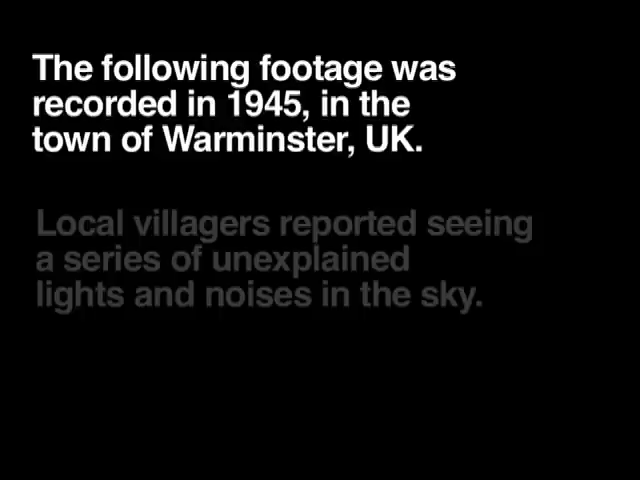 The following footage was
recorded in 1945, in the
town of Warminster, UK.
Local villagers reported seeing
a series of unexplained
lights and noises in the sky.